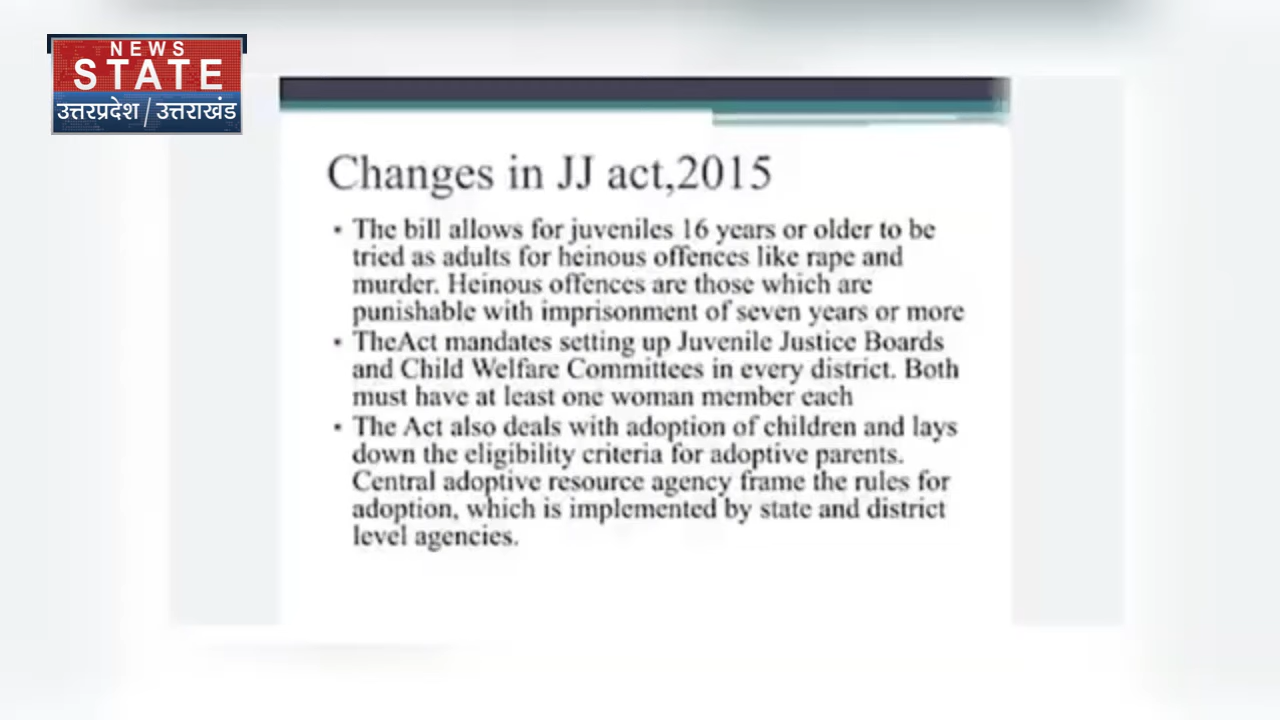 NEWS
STATE
उत्तरप्रदेश / उत्तराखंड
Changes in JJ act,2015
• The bill allows for juveniles 16 years or older to be
tried as adults for heinous offences like rape and
murder. Heinous offences are those which are
punishable with imprisonment of seven years or more
• TheAct mandates setting up Juvenile Justice Boards
and Child Welfare Committees in every district. Both
must have at least one woman member each
• The Act also deals with adoption of children and lays
down the eligibility criteria for adoptive parents.
Central adoptive resource agency frame the rules for
adoption, which is implemented by state and district
level agencies.